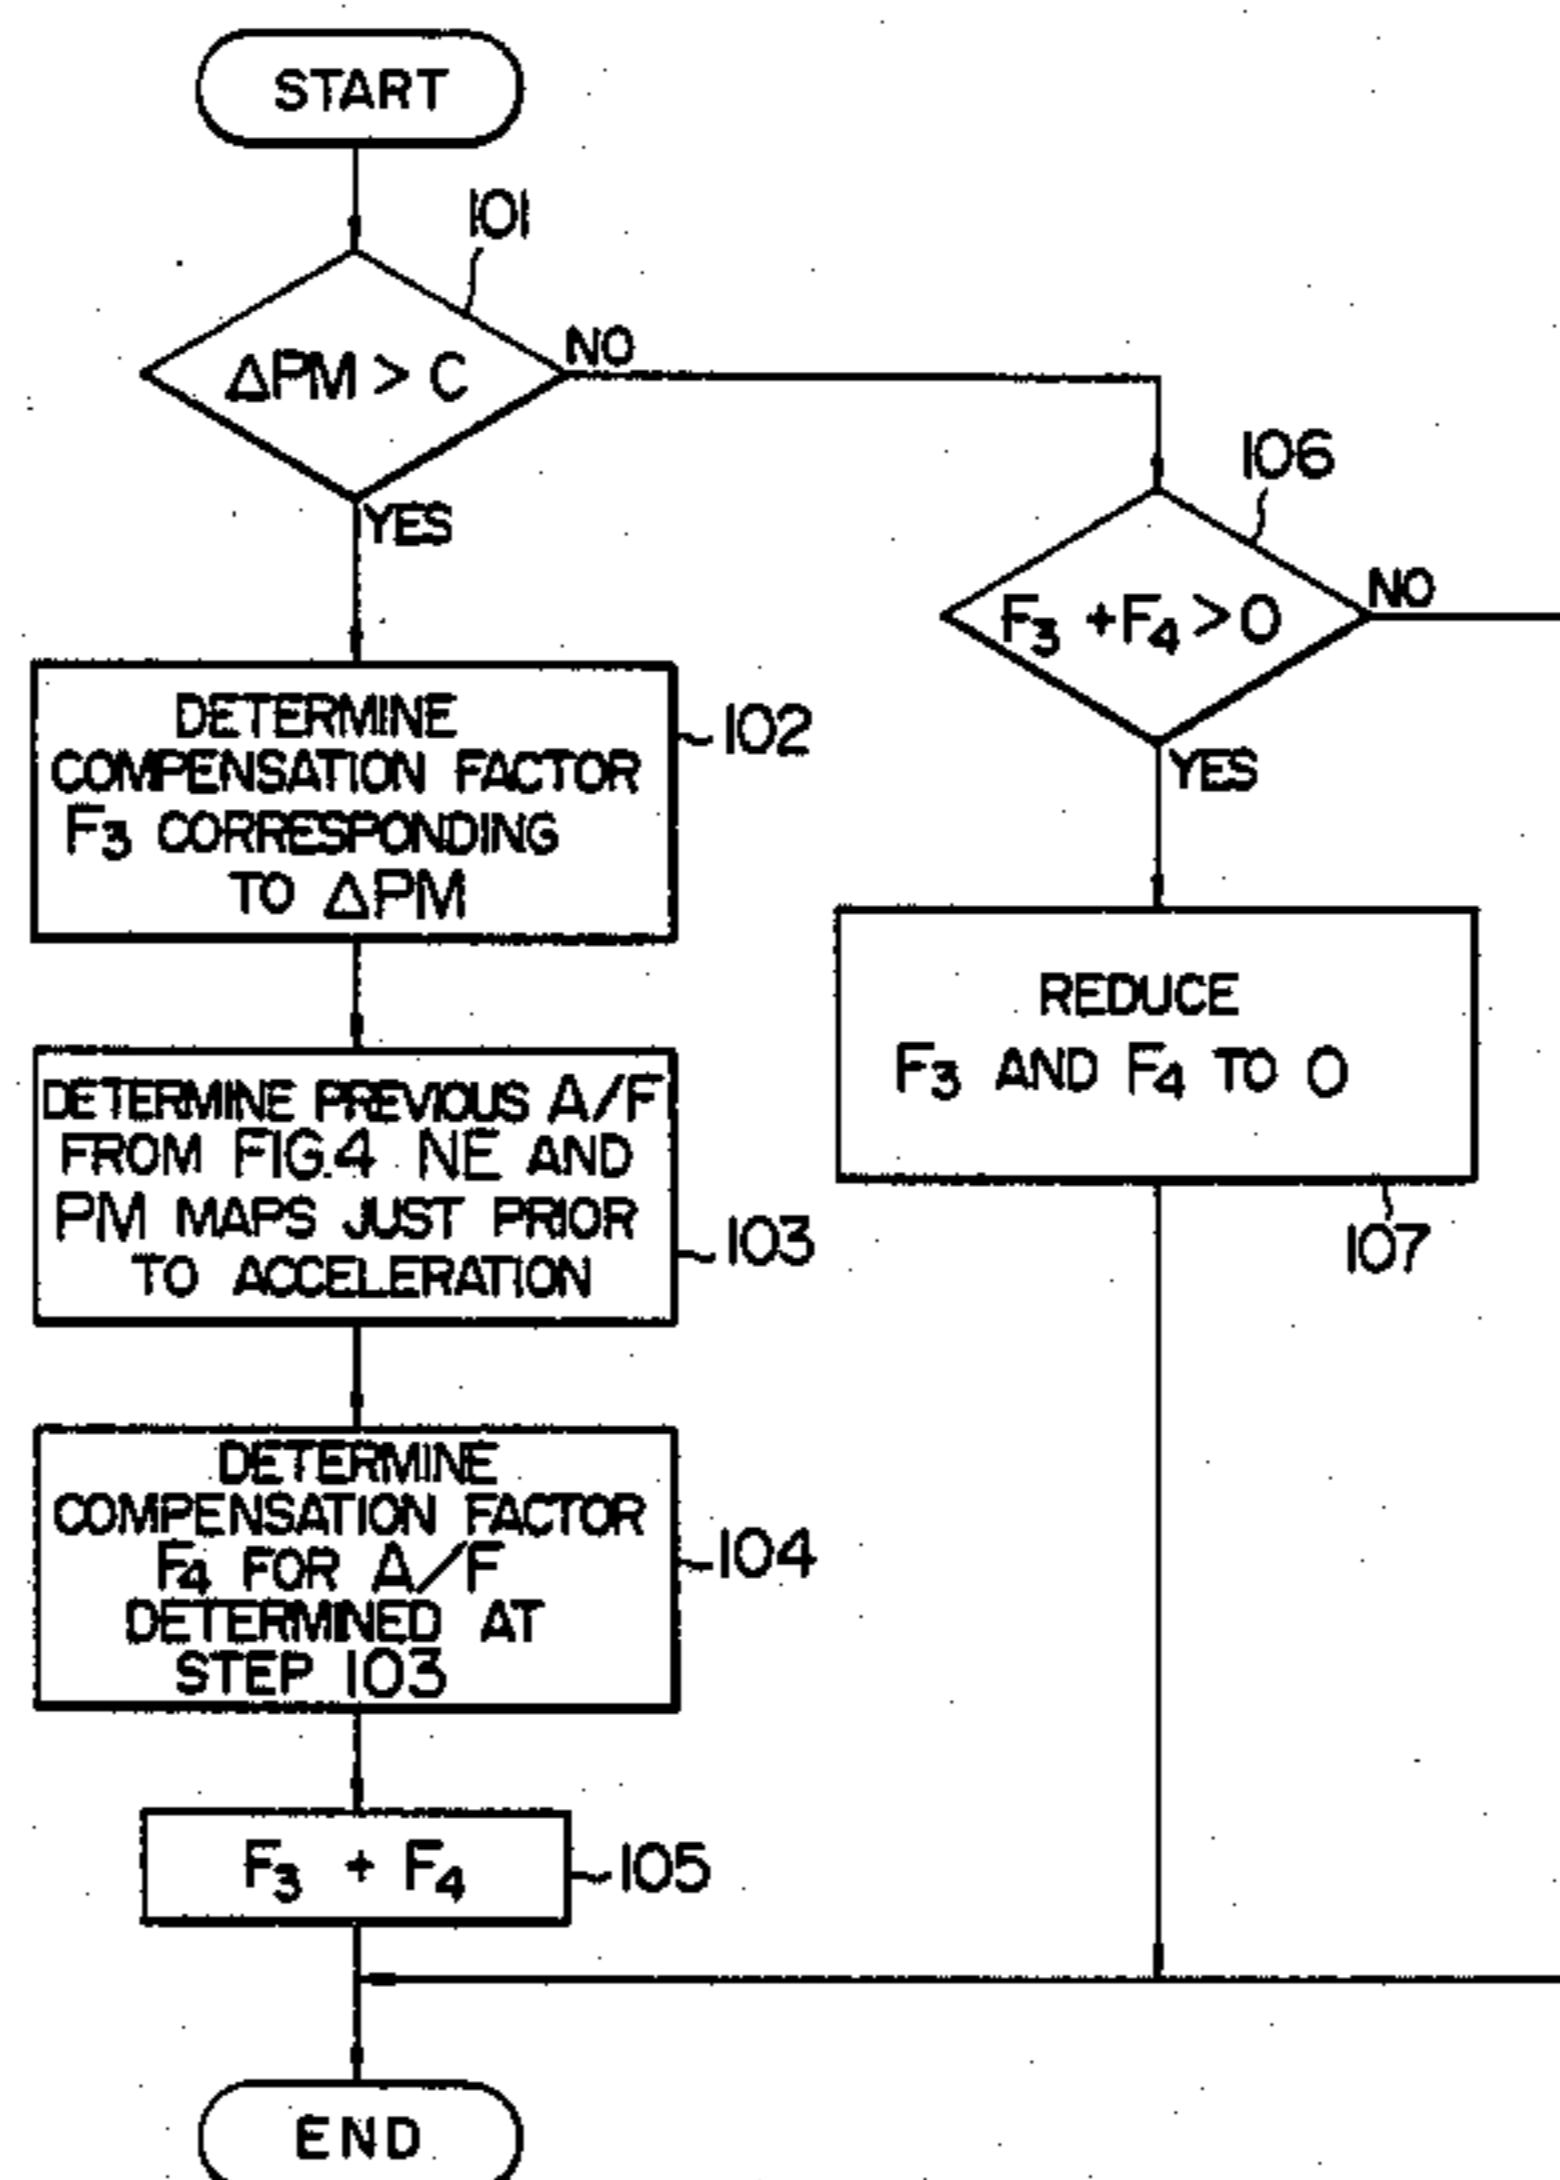 START
101
ΔPM > C
NO
YES
106
F3 + F4 > 0
NO
YES
DETERMINE
COMPENSATION FACTOR
F3 CORRESPONDING
TO ΔPM
102
REDUCE
F3 AND F4 TO 0
107
DETERMINE PREVIOUS A/F
FROM FIG.4 NE AND
PM MAPS JUST PRIOR
TO ACCELERATION
103
DETERMINE
COMPENSATION FACTOR
F4 FOR A/F
DETERMINED AT
STEP 103
104
F3 + F4
105
END